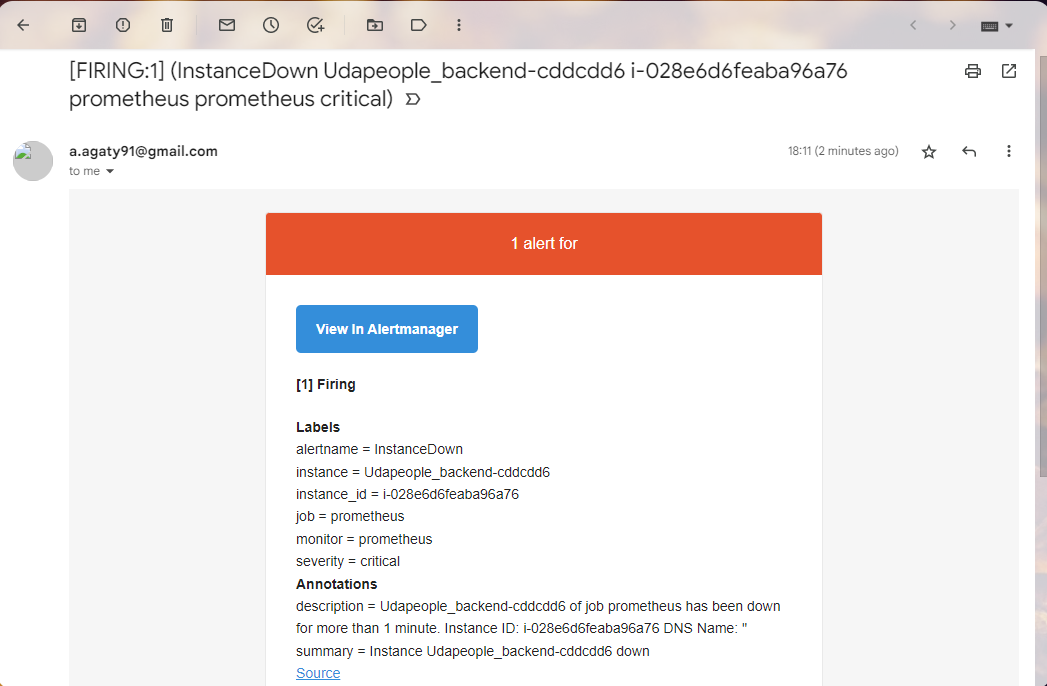 [FIRING:1] (InstanceDown Udapeople_backend-cddcdd6 i-028e6d6feaba96a76
prometheus prometheus critical)
a.agaty91@gmail.com
18:11 (2 minutes ago)
to me
1 alert for
View In Alertmanager
[1] Firing
Labels
alertname = InstanceDown
instance = Udapeople_backend-cddcdd6
instance_id = i-028e6d6feaba96a76
job = prometheus
monitor = prometheus
severity = critical
Annotations
description = Udapeople_backend-cddcdd6 of job prometheus has been down
for more than 1 minute. Instance ID: i-028e6d6feaba96a76 DNS Name: "
summary = Instance Udapeople_backend-cddcdd6 down
Source